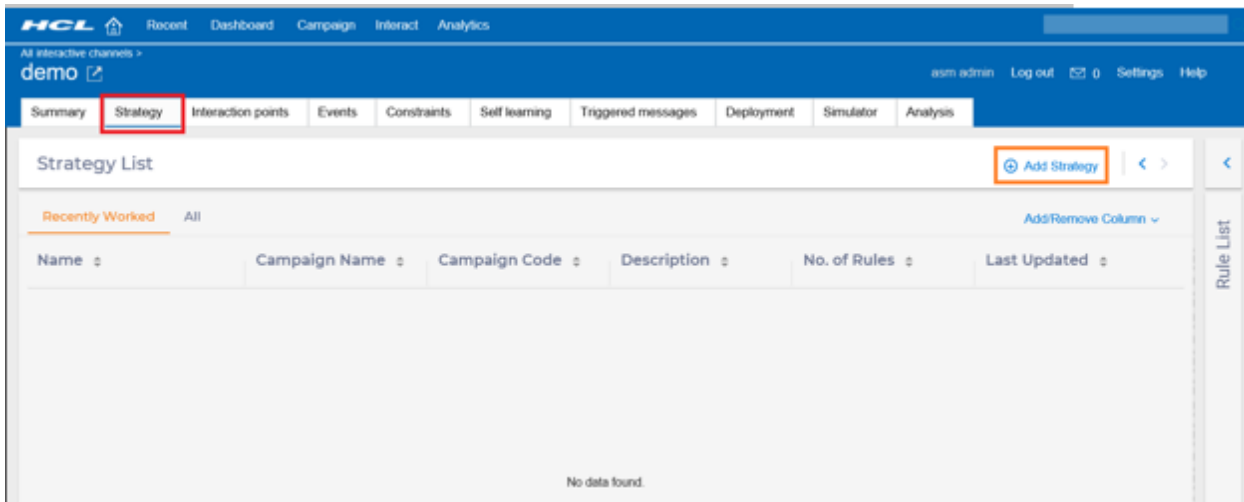 HCL Recent Dashboard Campaign Interact Analytics
All interactive channels >
demo
asm admin Log out 0 Settings Help
Summary Strategy Interaction points Events Constraints Self learning Triggered messages Deployment Simulator Analysis
Strategy List
Add Strategy
Recently Worked All
Add/Remove Column
Name Campaign Name Campaign Code Description No. of Rules Last Updated
Rule List
No data found.